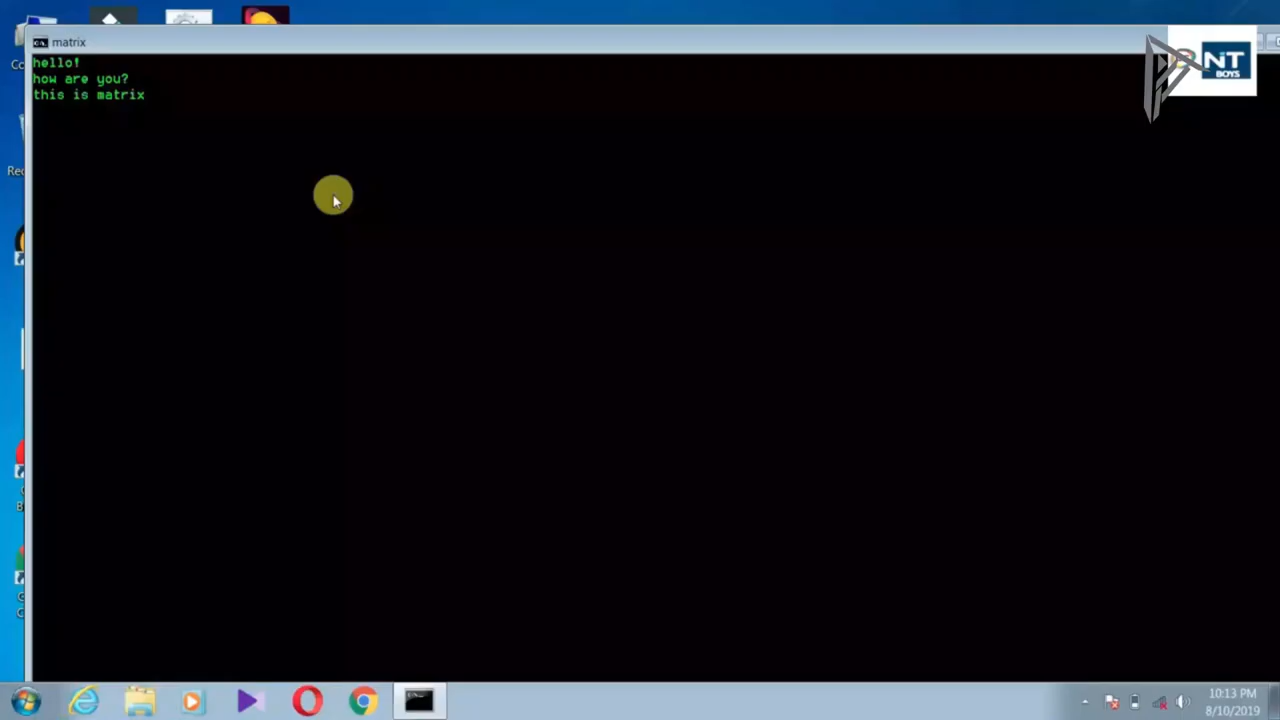 matrix
hello!
how are you?
this is matrix
NT
BOYS
10:13 PM
8/10/2019